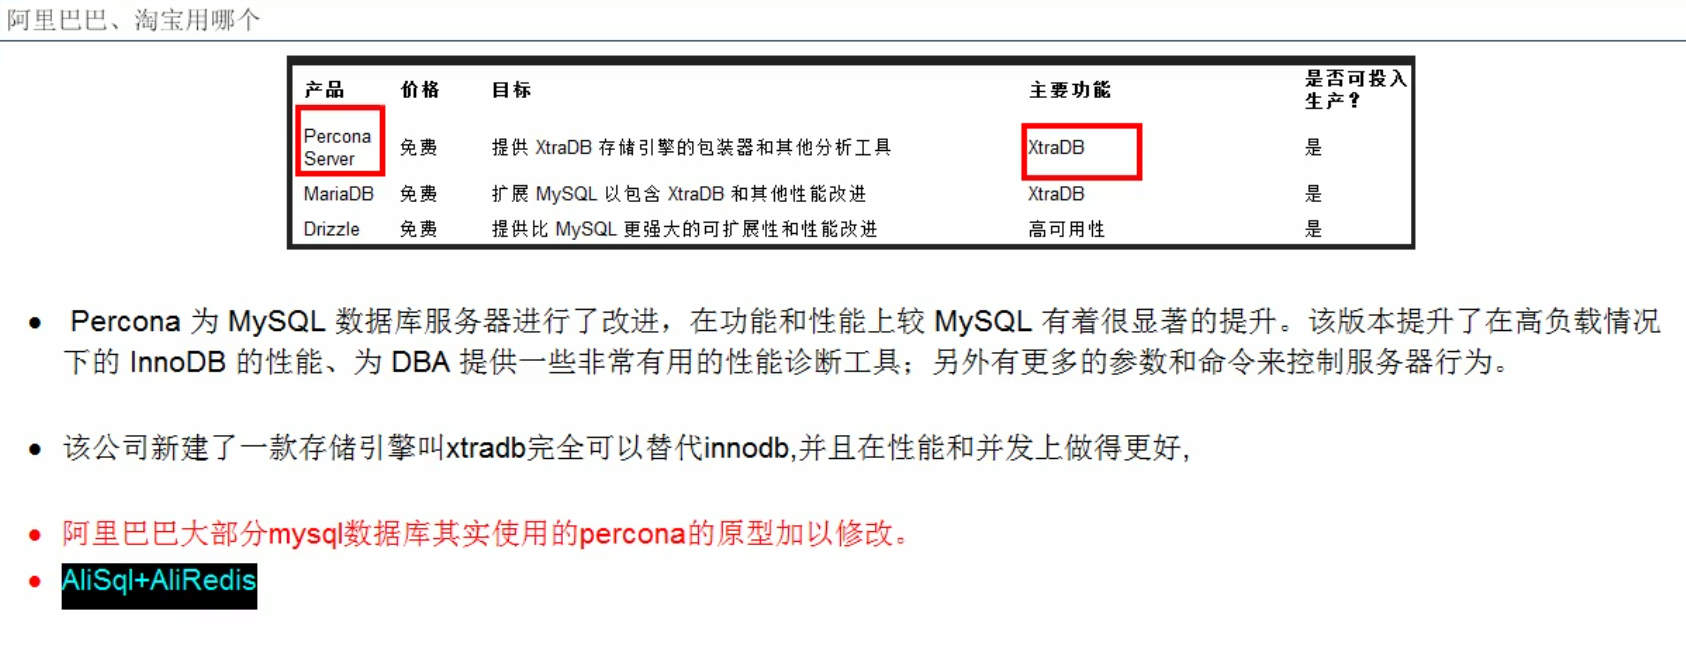 阿里巴巴、淘宝用哪个
产品 价格 目标 主要功能 是否可投入
生产？
Percona
Server 免费 提供 XtraDB 存储引擎的包装器和其他分析工具 XtraDB 是
MariaDB 免费 扩展 MySQL 以包含 XtraDB 和其他性能改进 XtraDB 是
Drizzle 免费 提供比 MySQL 更强大的可扩展性和性能改进 高可用性 是
● Percona 为 MySQL 数据库服务器进行了改进，在功能和性能上较 MySQL 有着很显著的提升。该版本提升了在高负载情况
下的 InnoDB 的性能、为 DBA 提供一些非常有用的性能诊断工具；另外有更多的参数和命令来控制服务器行为。
● 该公司新建了一款存储引擎叫xtradb完全可以替代innodb,并且在性能和并发上做得更好,
● 阿里巴巴大部分mysql数据库其实使用的percona的原型加以修改。
● AliSql+AliRedis